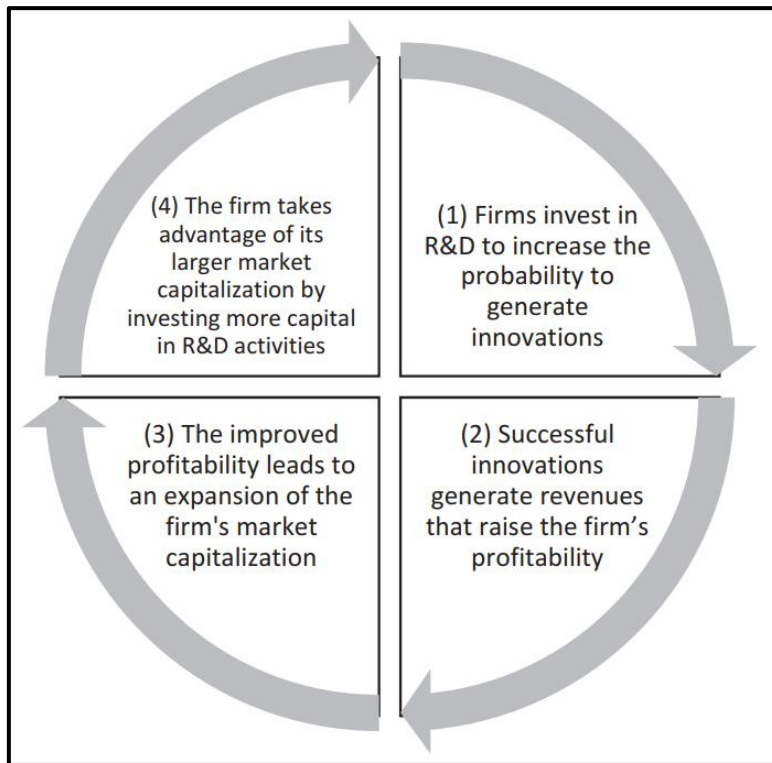 (1) Firms invest in
R&D to increase the
probability to
generate
innovations
(2) Successful
innovations
generate revenues
that raise the firm’s
profitability
(3) The improved
profitability leads to
an expansion of the
firm's market
capitalization
(4) The firm takes
advantage of its
larger market
capitalization by
investing more capital
in R&D activities